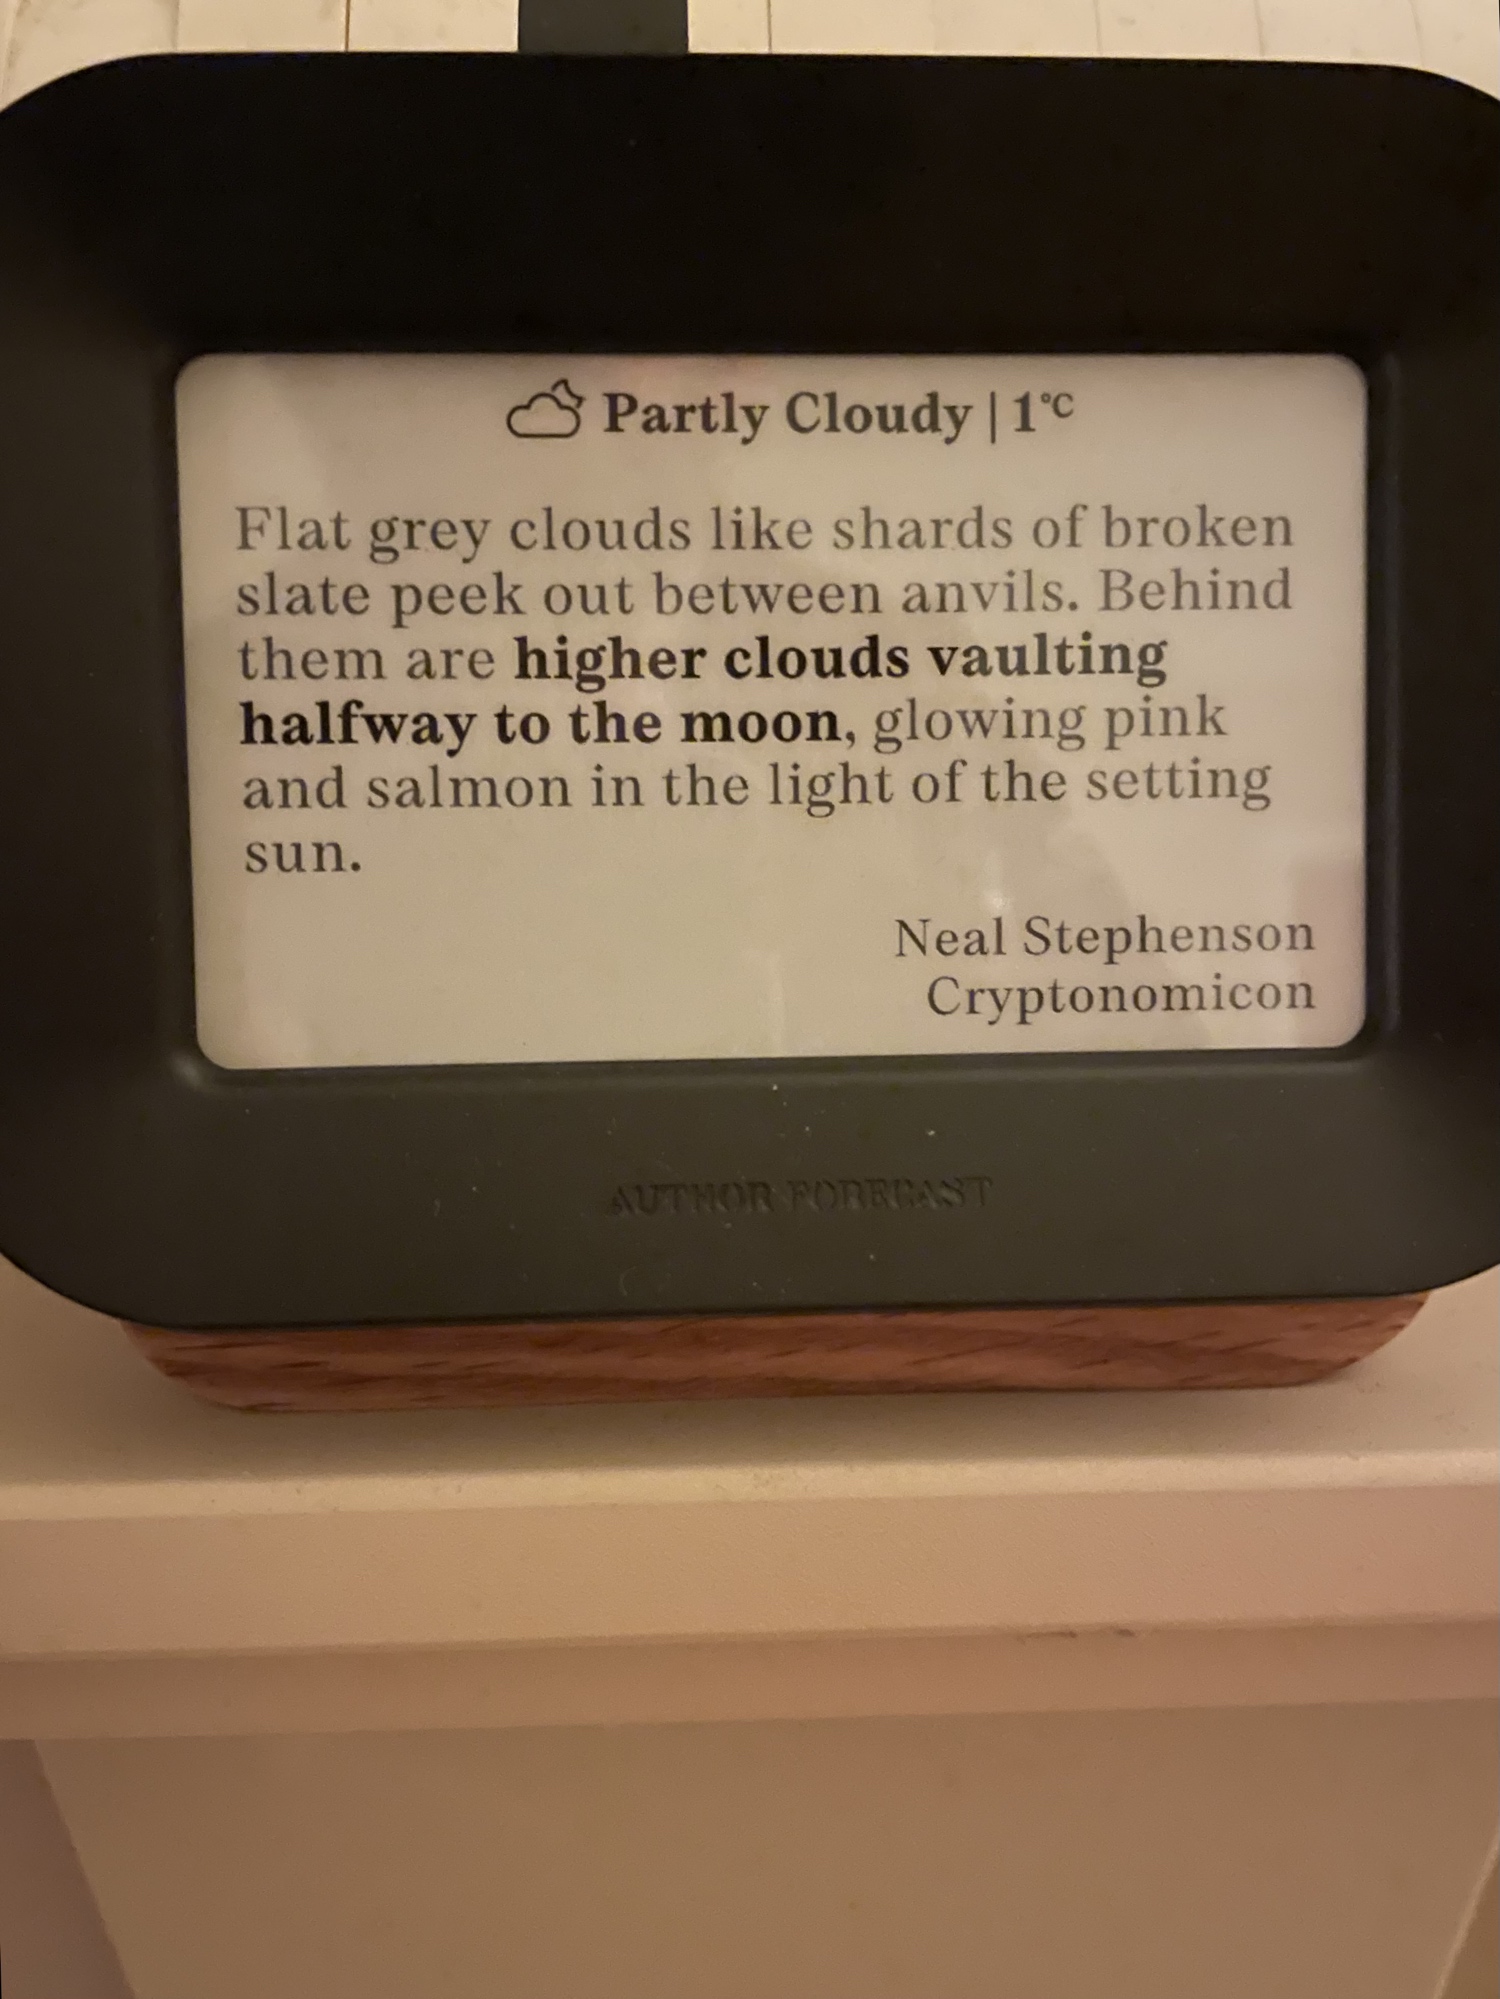 Partly Cloudy | 1°C
Flat grey clouds like shards of broken
slate peek out between anvils. Behind
them are higher clouds vaulting
halfway to the moon, glowing pink
and salmon in the light of the setting
sun.
Neal Stephenson
Cryptonomicon
AUTHOR FORECAST